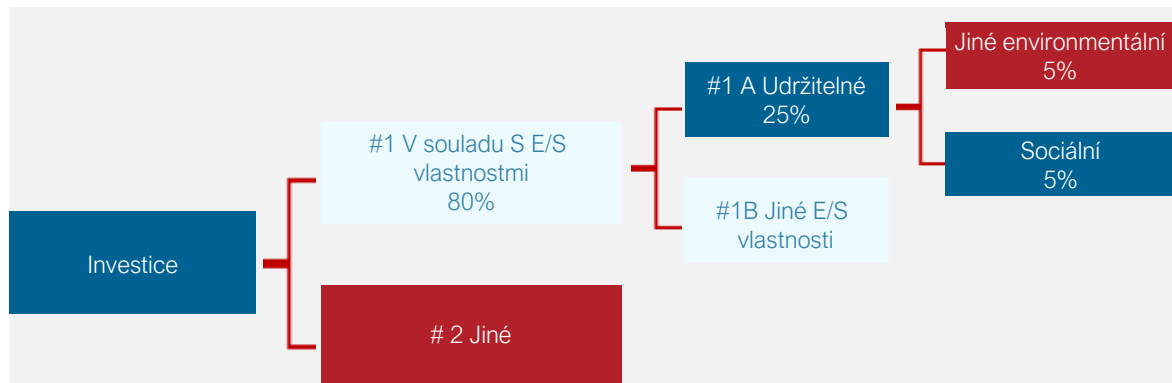 Investice
#1 V souladu S E/S
vlastnostmi
80%
# 2 Jiné
#1 A Udržitelné
25%
#1B Jiné E/S
vlastnosti
Jiné environmentální
5%
Sociální
5%